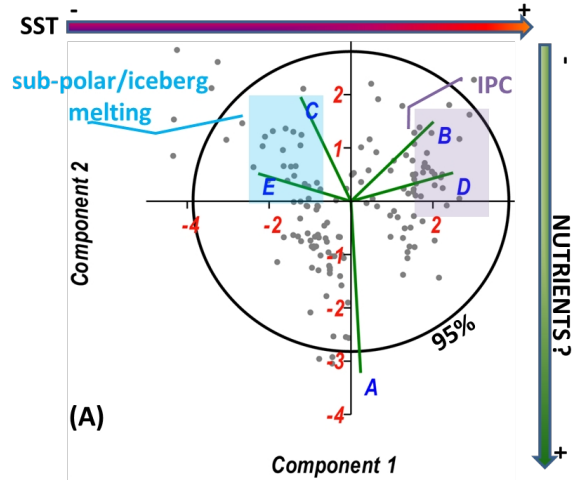 SST
-
+
-
sub-polar/iceberg
melting
IPC
2
1
C
B
E
D
-4
-2
2
-1
-2
-3
-4
A
95%
Component 2
Component 1
NUTRIENTS ?
+
(A)